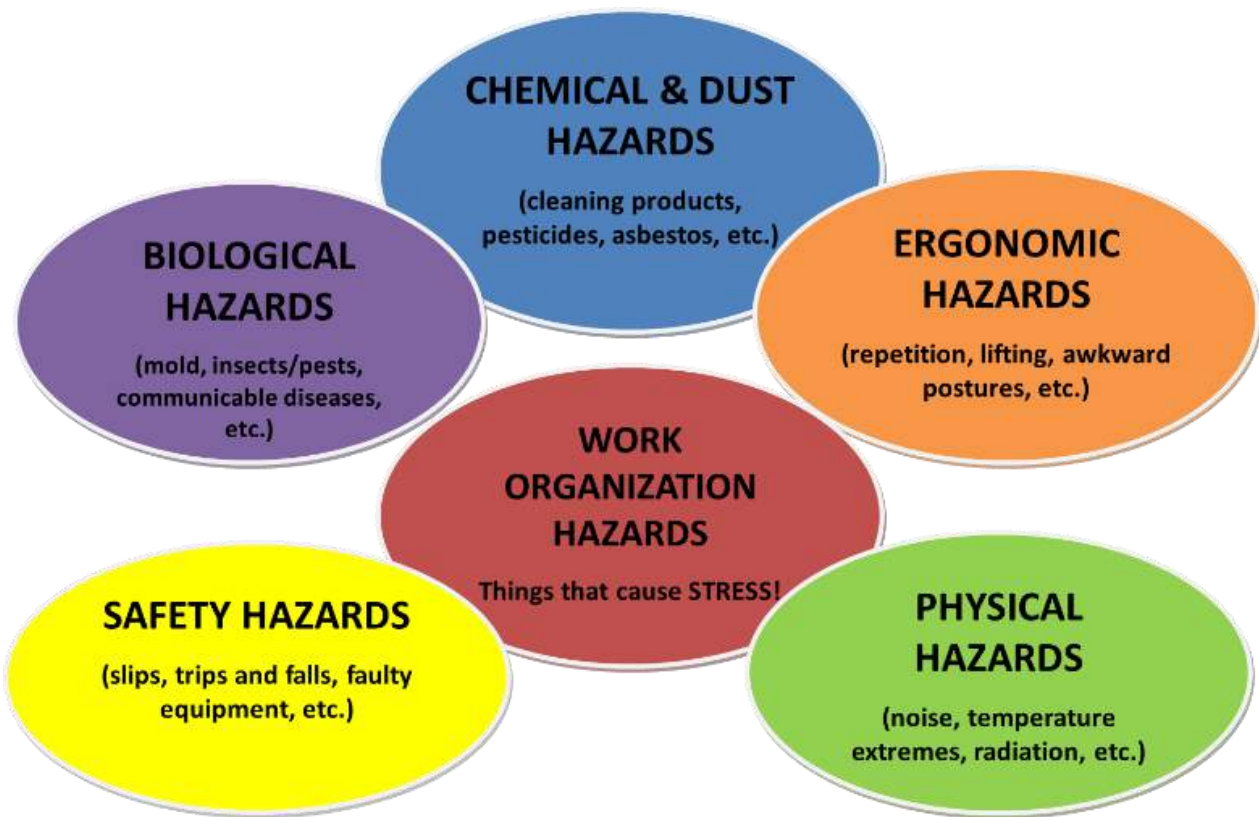 CHEMICAL & DUST
HAZARDS
(cleaning products,
pesticides, asbestos, etc.)
BIOLOGICAL
HAZARDS
(mold, insects/pests,
communicable diseases,
etc.)
ERGONOMIC
HAZARDS
(repetition, lifting, awkward
postures, etc.)
WORK
ORGANIZATION
HAZARDS
Things that cause STRESS!
SAFETY HAZARDS
(slips, trips and falls, faulty
equipment, etc.)
PHYSICAL
HAZARDS
(noise, temperature
extremes, radiation, etc.)